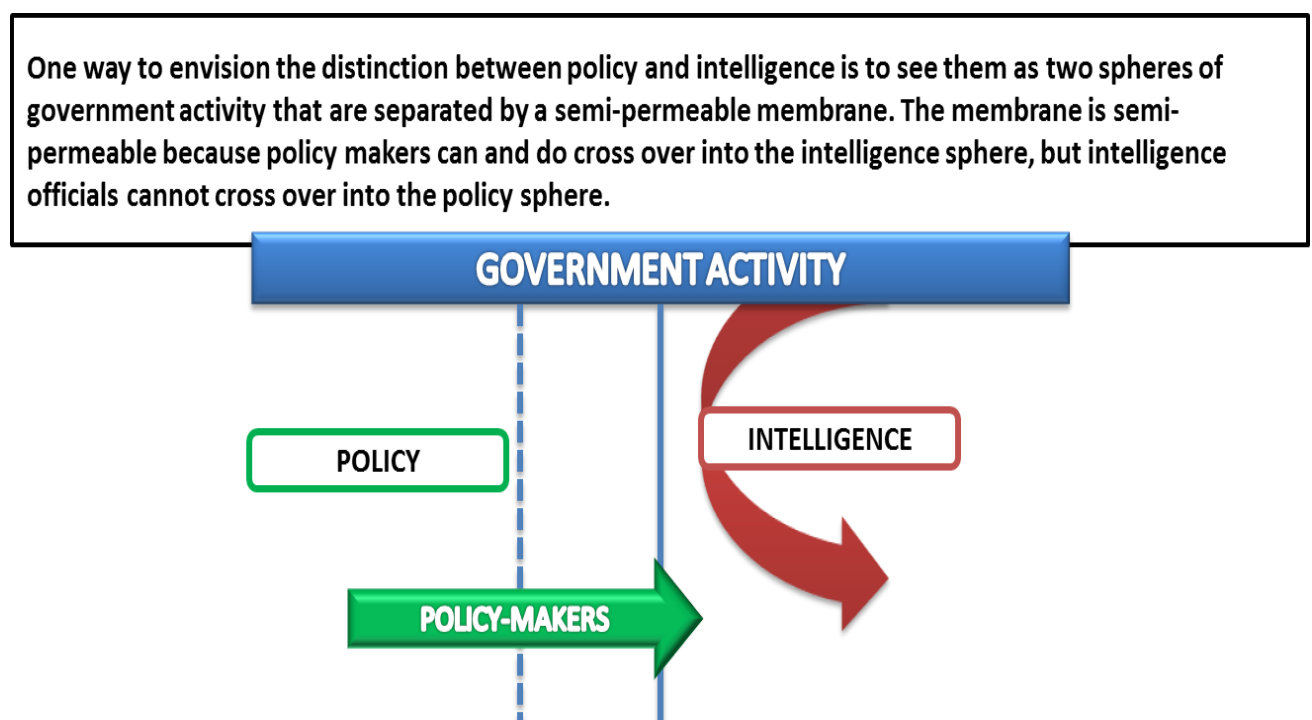 One way to envision the distinction between policy and intelligence is to see them as two spheres of
government activity that are separated by a semi-permeable membrane. The membrane is semi-
permeable because policy makers can and do cross over into the intelligence sphere, but intelligence
officials cannot cross over into the policy sphere.
GOVERNMENT ACTIVITY
INTELLIGENCE
POLICY
POLICY-MAKERS